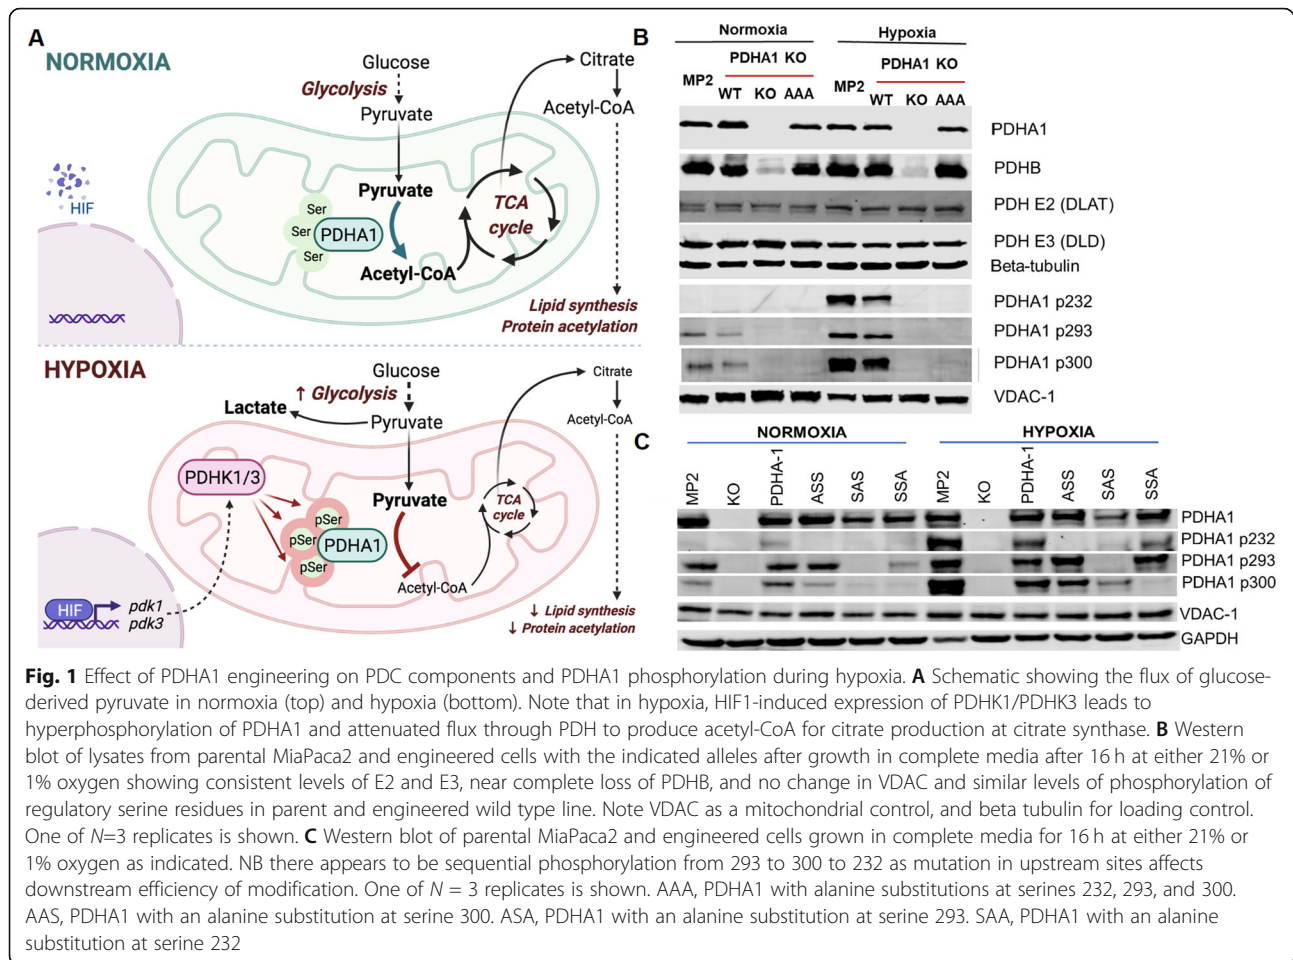 A
NORMOXIA
Glucose
Glycolysis
Pyruvate
Citrate
Acetyl-CoA
HIF
Pyruvate
Ser
Ser
PDHA1
Ser
TCA
cycle
Acetyl-CoA
Lipid synthesis
Protein acetylation
HYPOXIA
Glucose
↑ Glycolysis
Lactate
Pyruvate
Citrate
Acetyl-CoA
PDHK1/3
Pyruvate
pSer
pSer
PDHA1
pSer
TCA
cycle
Acetyl-CoA
HIF
pdk1
pdk3
↓ Lipid synthesis
↓ Protein acetylation
B
Normoxia Hypoxia
PDHA1 KO PDHA1 KO
MP2 WT KO AAA MP2 WT KO AAA
PDHA1
PDHB
PDH E2 (DLAT)
PDH E3 (DLD)
Beta-tubulin
PDHA1 p232
PDHA1 p293
PDHA1 p300
VDAC-1
C
NORMOXIA HYPOXIA
MP2 KO PDHA-1 ASS SAS SSA MP2 KO PDHA-1 ASS SAS SSA
PDHA1
PDHA1 p232
PDHA1 p293
PDHA1 p300
VDAC-1
GAPDH
Fig. 1 Effect of PDHA1 engineering on PDC components and PDHA1 phosphorylation during hypoxia. A Schematic showing the flux of glucose-
derived pyruvate in normoxia (top) and hypoxia (bottom). Note that in hypoxia, HIF1-induced expression of PDHK1/PDHK3 leads to
hyperphosphorylation of PDHA1 and attenuated flux through PDH to produce acetyl-CoA for citrate production at citrate synthase. B Western
blot of lysates from parental MiaPaca2 and engineered cells with the indicated alleles after growth in complete media after 16 h at either 21% or
1% oxygen showing consistent levels of E2 and E3, near complete loss of PDHB, and no change in VDAC and similar levels of phosphorylation of
regulatory serine residues in parent and engineered wild type line. Note VDAC as a mitochondrial control, and beta tubulin for loading control.
One of N=3 replicates is shown. C Western blot of parental MiaPaca2 and engineered cells grown in complete media for 16 h at either 21% or
1% oxygen as indicated. NB there appears to be sequential phosphorylation from 293 to 300 to 232 as mutation in upstream sites affects
downstream efficiency of modification. One of N = 3 replicates is shown. AAA, PDHA1 with alanine substitutions at serines 232, 293, and 300.
AAS, PDHA1 with an alanine substitution at serine 300. ASA, PDHA1 with an alanine substitution at serine 293. SAA, PDHA1 with an alanine
substitution at serine 232